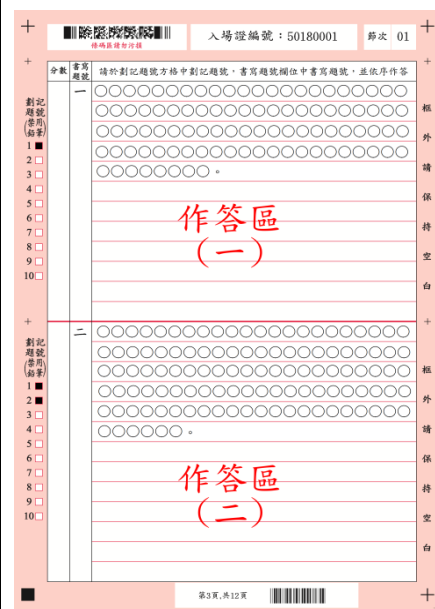 條碼區請勿污損
入場證編號：50180001
節次 01
分數
書寫題號
請於劃記題號方格中劃記題號，書寫題號欄位中書寫題號，並依序作答
劃記題號
(禁用鉛筆)
1■
2□
3□
4□
5□
6□
7□
8□
9□
10□
一
○○○○○○○○○○○○○○○○○○○○
○○○○○○○○○○○○○○○○○○○○
○○○○○○○○○○○○○○○○○○○○
○○○○○○○○○○○○○○○○○○○○
○○○○○○○○。
作答區
(一)
框外請保持空白
劃記題號
(禁用鉛筆)
1■
2■
3□
4□
5□
6□
7□
8□
9□
10□
二
○○○○○○○○○○○○○○○○○○○○
○○○○○○○○○○○○○○○○○○○○
○○○○○○○○○○○○○○○○○○○○
○○○○○○○○○○○○○○○○○○○○
○○○○○○○○○○○○○○○○○○○○
○○○○○○。
作答區
(二)
框外請保持空白
第3頁,共12頁